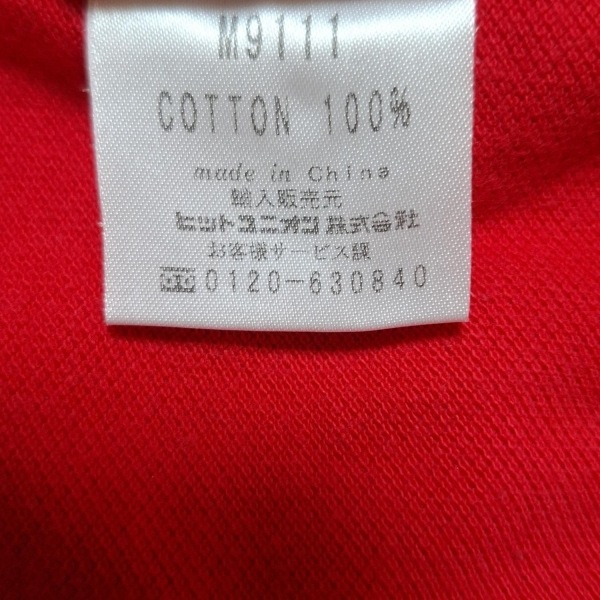 M9111
COTTON 100%
made in China
輸入販売元
ヒットユニオン株式会社
お客様サービス課
0120-630840